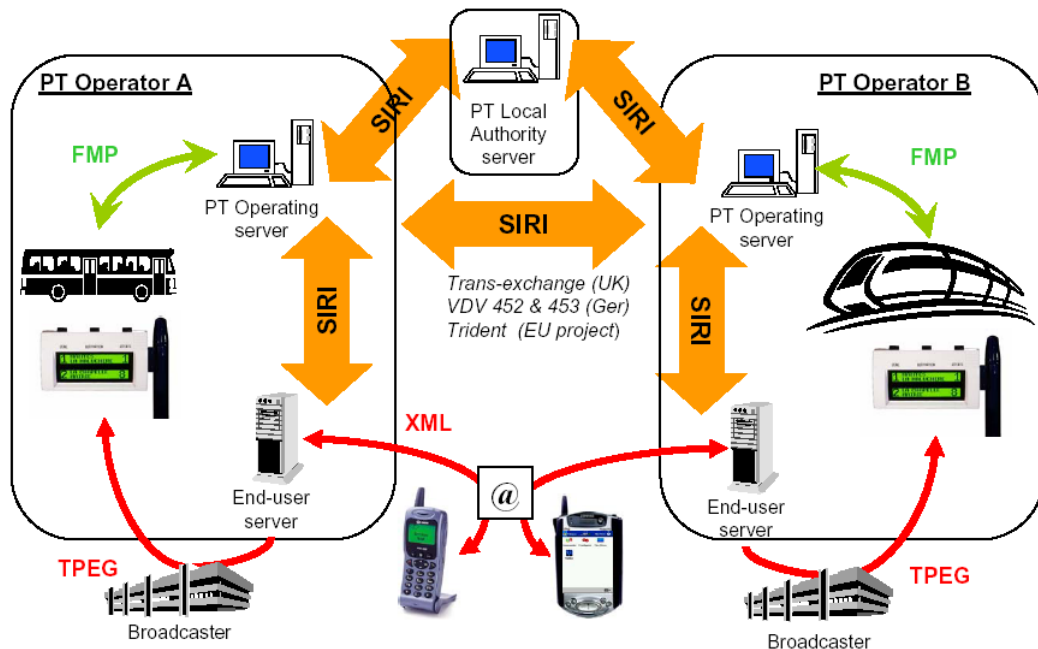 PT Operator A
PT Operator B
PT Local
Authority
server
SIRI
SIRI
FMP
FMP
PT Operating
server
PT Operating
server
SIRI
Trans-exchange (UK)
VDV 452 & 453 (Ger)
Trident (EU project)
SIRI
SIRI
XML
@
End-user
server
End-user
server
TPEG
TPEG
Broadcaster
Broadcaster